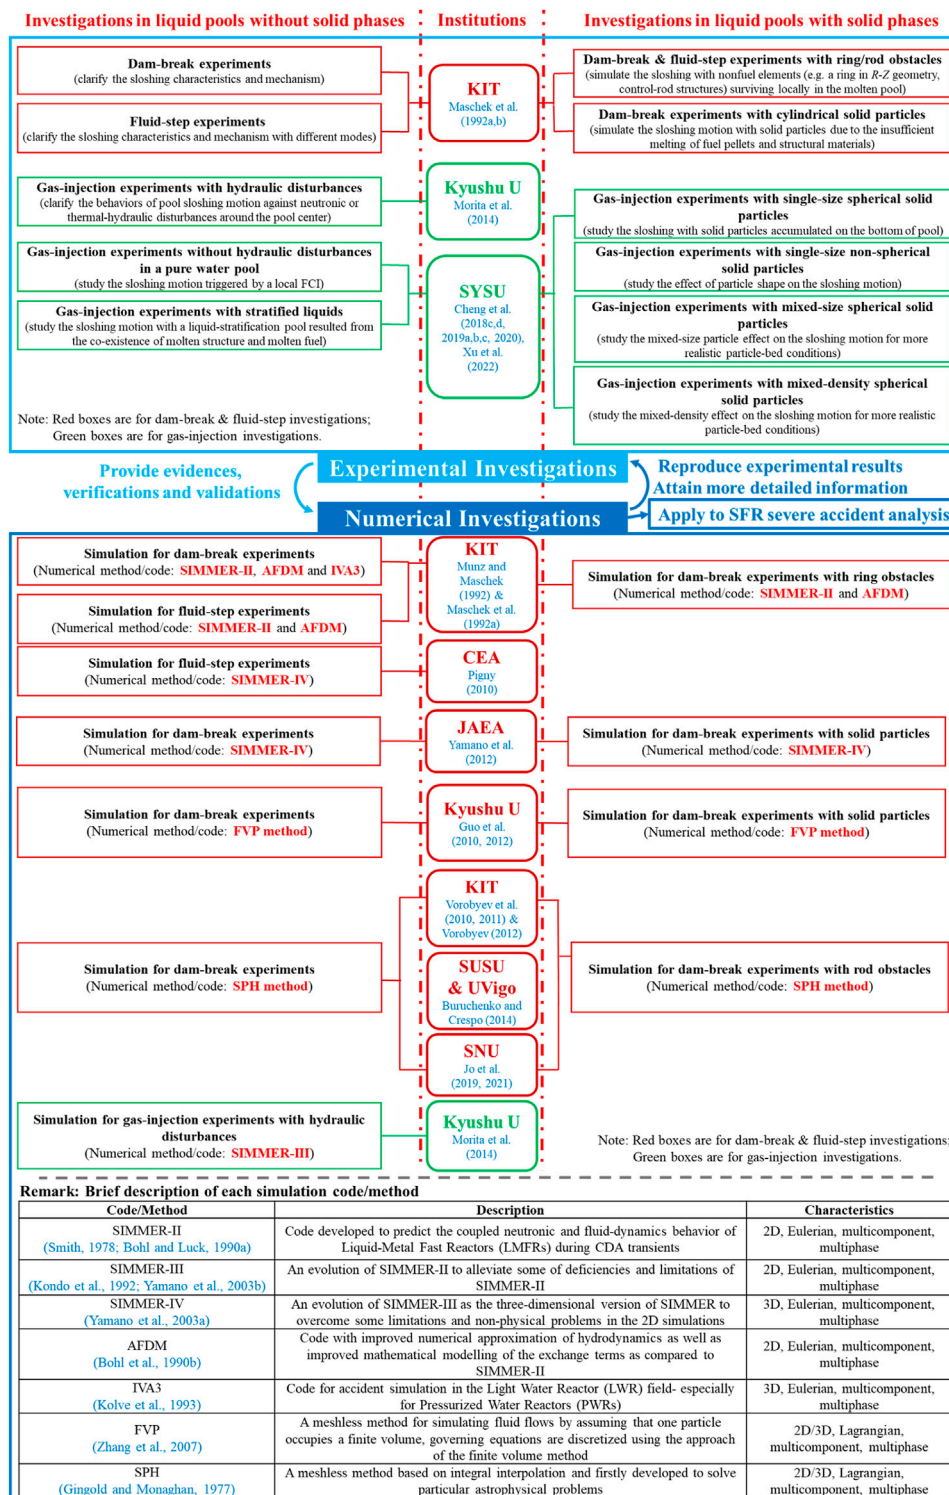 Investigations in liquid pools without solid phases
Institutions
Investigations in liquid pools with solid phases
Dam-break experiments
(clarify the sloshing characteristics and mechanism)
Fluid-step experiments
(clarify the sloshing characteristics and mechanism with different modes)
KIT
Maschek et al.
(1992a,b)
Dam-break & fluid-step experiments with ring/rod obstacles
(simulate the sloshing with nonfuel elements (e.g. a ring in R-Z geometry,
control-rod structures) surviving locally in the molten pool)
Dam-break experiments with cylindrical solid particles
(simulate the sloshing motion with solid particles due to the insufficient
melting of fuel pellets and structural materials)
Gas-injection experiments with hydraulic disturbances
(clarify the behaviors of pool sloshing motion against neutronic or
thermal-hydraulic disturbances around the pool center)
Kyushu U
Morita et al.
(2014)
Gas-injection experiments without hydraulic disturbances
in a pure water pool
(study the sloshing motion triggered by a local FCI)
Gas-injection experiments with stratified liquids
(study the sloshing motion with a liquid-stratification pool resulted from
the co-existence of molten structure and molten fuel)
SYSU
Cheng et al.
(2018c,d,
2019a,b,c, 2020),
Xu et al.
(2022)
Gas-injection experiments with single-size spherical solid
particles
(study the sloshing with solid particles accumulated on the bottom of pool)
Gas-injection experiments with single-size non-spherical
solid particles
(study the effect of particle shape on the sloshing motion)
Gas-injection experiments with mixed-size spherical solid
particles
(study the mixed-size particle effect on the sloshing motion for more
realistic particle-bed conditions)
Gas-injection experiments with mixed-density spherical
solid particles
(study the mixed-density effect on the sloshing motion for more realistic
particle-bed conditions)
Note: Red boxes are for dam-break & fluid-step investigations;
Green boxes are for gas-injection investigations.
Provide evidences,
verifications and validations
Experimental Investigations
Reproduce experimental results
Attain more detailed information
Numerical Investigations
Apply to SFR severe accident analysis
Simulation for dam-break experiments
(Numerical method/code: SIMMER-II, AFDM and IVA3)
Simulation for fluid-step experiments
(Numerical method/code: SIMMER-II and AFDM)
KIT
Munz and
Maschek
(1992) &
Maschek et al.
(1992a)
Simulation for dam-break experiments with ring obstacles
(Numerical method/code: SIMMER-II and AFDM)
Simulation for fluid-step experiments
(Numerical method/code: SIMMER-IV)
CEA
Pigny
(2010)
Simulation for dam-break experiments
(Numerical method/code: SIMMER-IV)
JAEA
Yamano et al.
(2012)
Simulation for dam-break experiments with solid particles
(Numerical method/code: SIMMER-IV)
Simulation for dam-break experiments
(Numerical method/code: FVP method)
Kyushu U
Guo et al.
(2010, 2012)
Simulation for dam-break experiments with solid particles
(Numerical method/code: FVP method)
KIT
Vorobyev et al.
(2010, 2011) &
Vorobyev (2012)
Simulation for dam-break experiments
(Numerical method/code: SPH method)
SUSU
& UVigo
Buruchenko and
Crespo (2014)
Simulation for dam-break experiments with rod obstacles
(Numerical method/code: SPH method)
SNU
Jo et al.
(2019, 2021)
Simulation for gas-injection experiments with hydraulic
disturbances
(Numerical method/code: SIMMER-III)
Kyushu U
Morita et al.
(2014)
Note: Red boxes are for dam-break & fluid-step investigations;
Green boxes are for gas-injection investigations.
Remark: Brief description of each simulation code/method
Code/Method
Description
Characteristics
SIMMER-II
(Smith, 1978; Bohl and Luck, 1990a)
Code developed to predict the coupled neutronic and fluid-dynamics behavior of
Liquid-Metal Fast Reactors (LMFRs) during CDA transients
2D, Eulerian, multicomponent,
multiphase
SIMMER-III
(Kondo et al., 1992; Yamano et al., 2003b)
An evolution of SIMMER-II to alleviate some of deficiencies and limitations of
SIMMER-II
2D, Eulerian, multicomponent,
multiphase
SIMMER-IV
(Yamano et al., 2003a)
An evolution of SIMMER-III as the three-dimensional version of SIMMER to
overcome some limitations and non-physical problems in the 2D simulations
3D, Eulerian, multicomponent,
multiphase
AFDM
(Bohl et al., 1990b)
Code with improved numerical approximation of hydrodynamics as well as
improved mathematical modelling of the exchange terms as compared to
SIMMER-II
2D, Eulerian, multicomponent,
multiphase
IVA3
(Kolve et al., 1993)
Code for accident simulation in the Light Water Reactor (LWR) field- especially
for Pressurized Water Reactors (PWRs)
3D, Eulerian, multicomponent,
multiphase
FVP
(Zhang et al., 2007)
A meshless method for simulating fluid flows by assuming that one particle
occupies a finite volume, governing equations are discretized using the approach
of the finite volume method
2D/3D, Lagrangian,
multicomponent, multiphase
SPH
(Gingold and Monaghan, 1977)
A meshless method based on integral interpolation and firstly developed to solve
particular astrophysical problems
2D/3D, Lagrangian,
multicomponent, multiphase